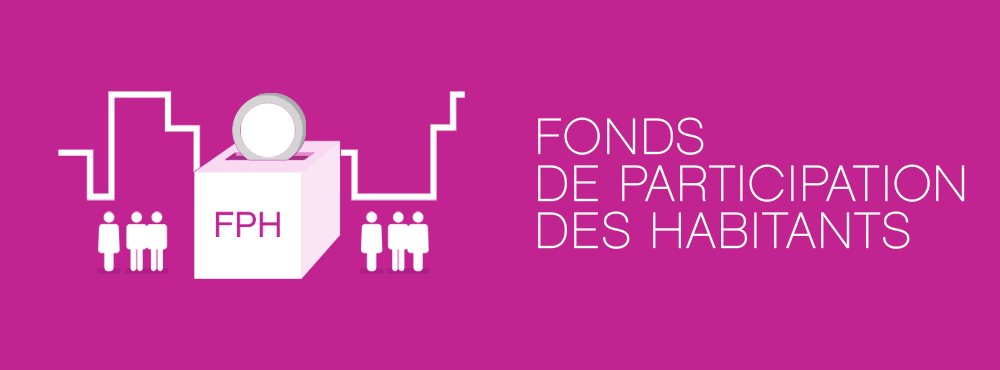 FPH
FONDS
DE PARTICIPATION
DES HABITANTS